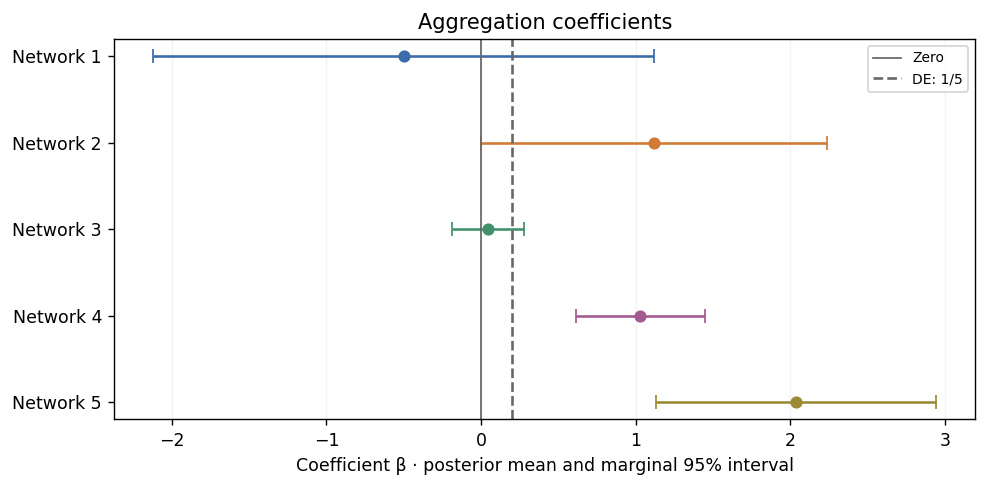 Aggregation coefficients
Zero
DE: 1/5
Network 1
Network 2
Network 3
Network 4
Network 5
−2 −1 0 1 2 3
Coefficient β · posterior mean and marginal 95% interval